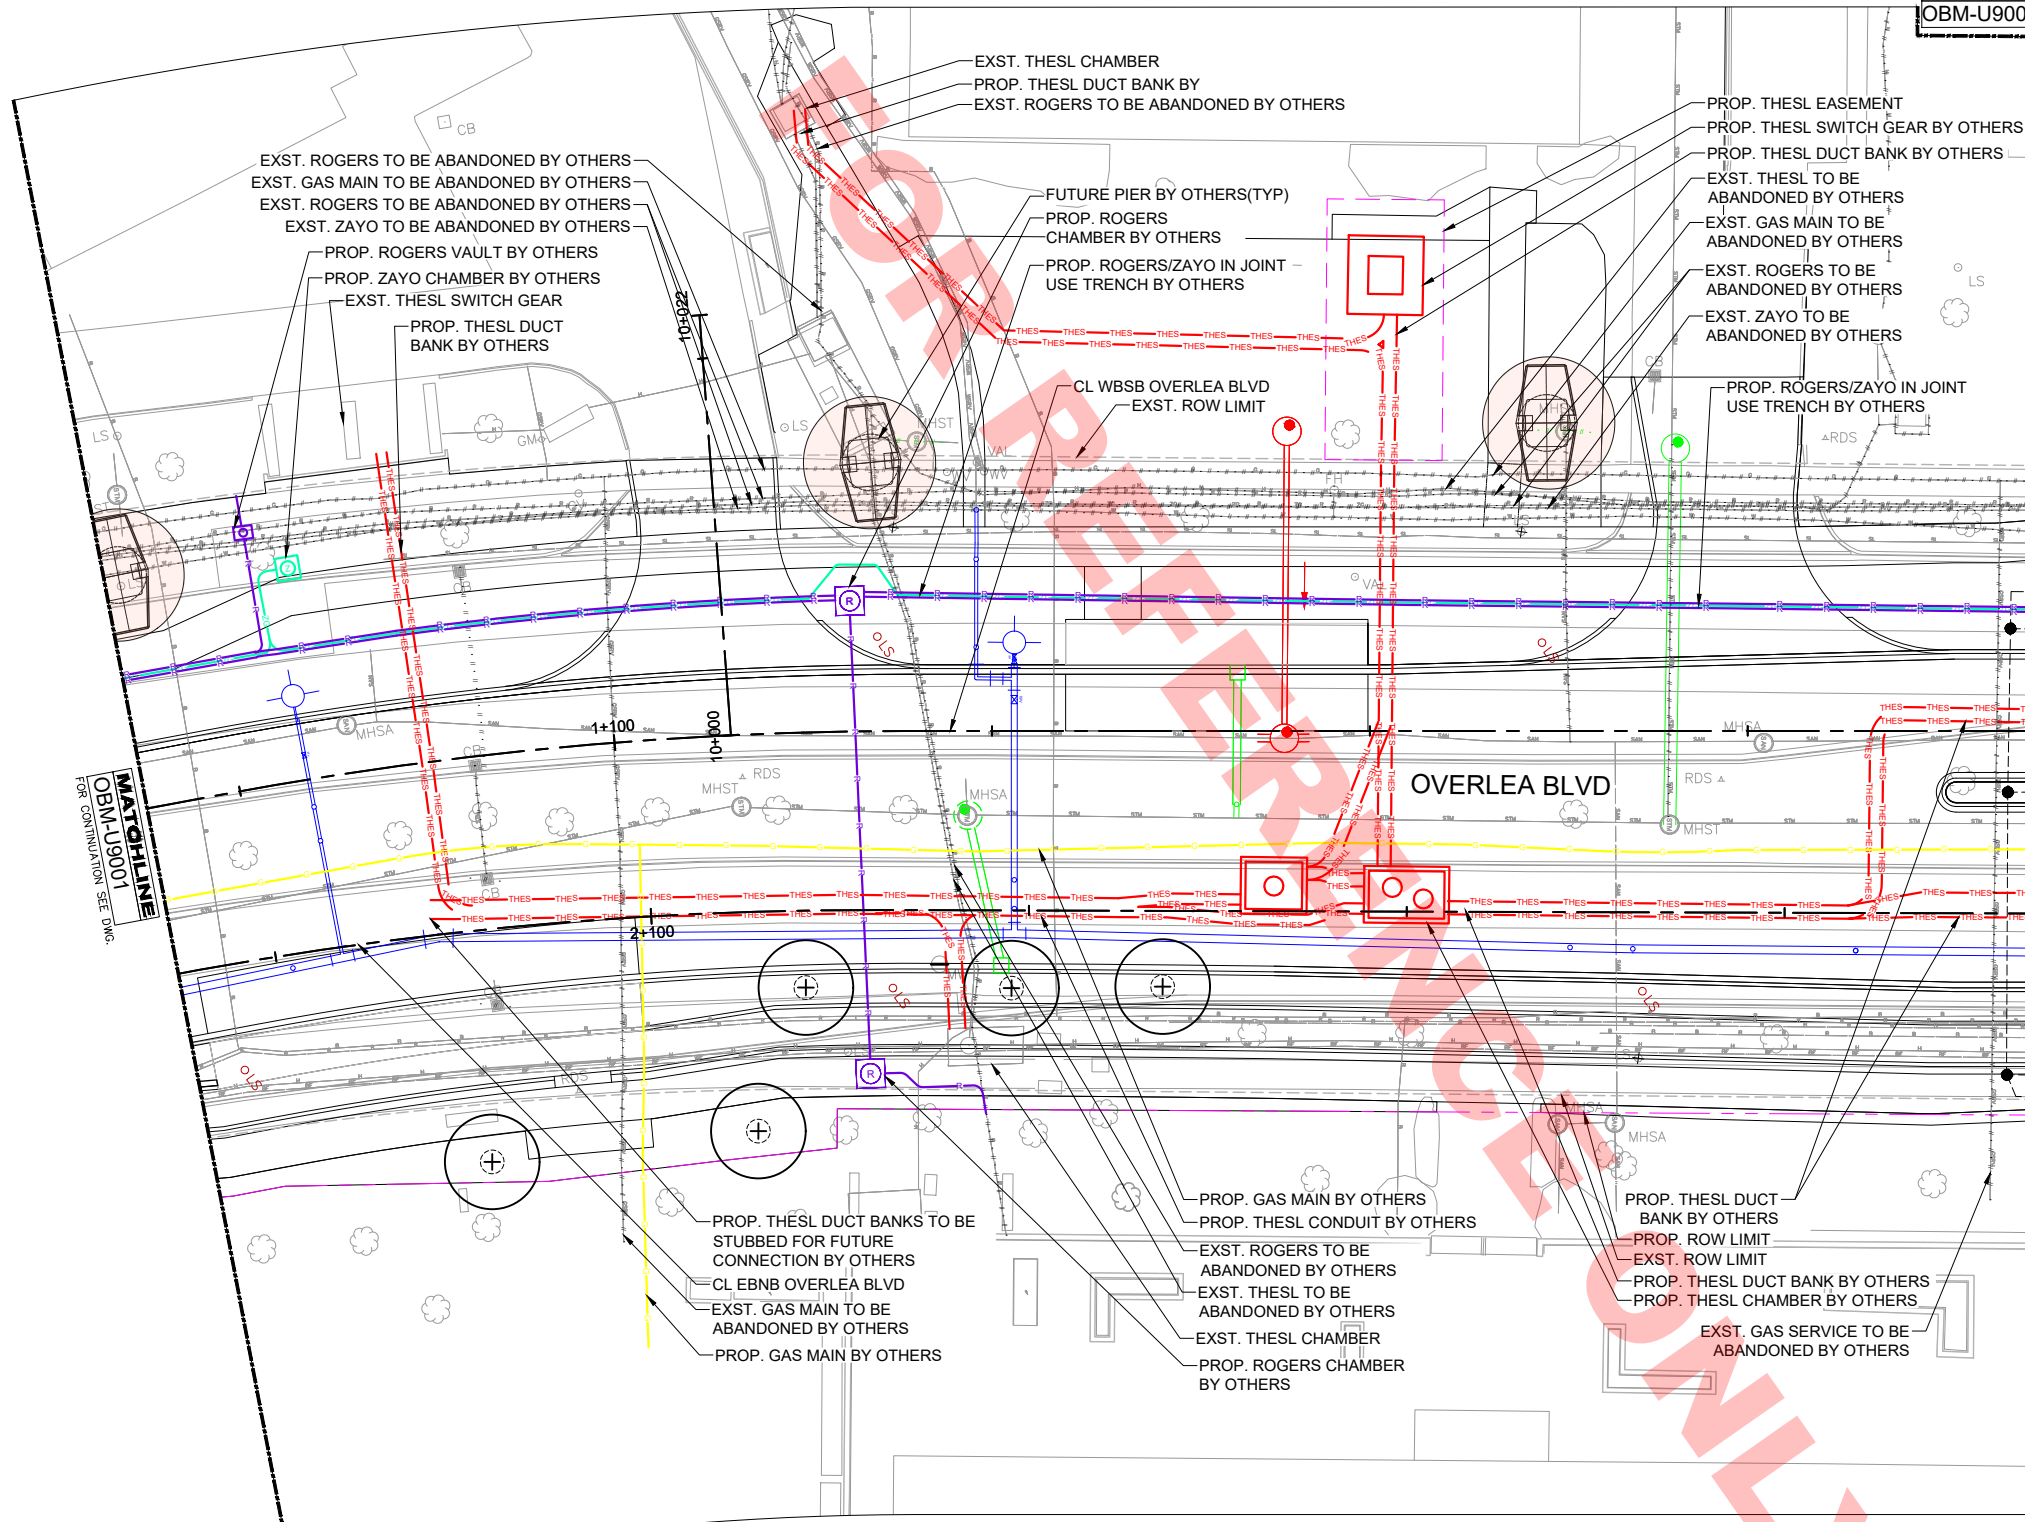 OBM-U900
EXST. THESL CHAMBER
PROP. THESL DUCT BANK BY
EXST. ROGERS TO BE ABANDONED BY OTHERS
PROP. THESL EASEMENT
PROP. THESL SWITCH GEAR BY OTHERS
PROP. THESL DUCT BANK BY OTHERS
EXST. THESL TO BE
ABANDONED BY OTHERS
EXST. GAS MAIN TO BE
ABANDONED BY OTHERS
EXST. ROGERS TO BE
ABANDONED BY OTHERS
EXST. ZAYO TO BE
ABANDONED BY OTHERS
PROP. ROGERS/ZAYO IN JOINT
USE TRENCH BY OTHERS
EXST. ROGERS TO BE ABANDONED BY OTHERS
EXST. GAS MAIN TO BE ABANDONED BY OTHERS
EXST. ROGERS TO BE ABANDONED BY OTHERS
EXST. ZAYO TO BE ABANDONED BY OTHERS
PROP. ROGERS VAULT BY OTHERS
PROP. ZAYO CHAMBER BY OTHERS
EXST. THESL SWITCH GEAR
PROP. THESL DUCT
BANK BY OTHERS
FUTURE PIER BY OTHERS(TYP)
PROP. ROGERS
CHAMBER BY OTHERS
PROP. ROGERS/ZAYO IN JOINT
USE TRENCH BY OTHERS
CL WBSB OVERLEA BLVD
EXST. ROW LIMIT
10+022
10+000
1+100
2+100
CB
LS
GM
MHST
RDS
MHSA
FH
OVERLEA BLVD
MATCHLINE
OBM-U9001
FOR CONTINUATION SEE DWG.
PROP. THESL DUCT BANKS TO BE
STUBBED FOR FUTURE
CONNECTION BY OTHERS
CL EBNB OVERLEA BLVD
EXST. GAS MAIN TO BE
ABANDONED BY OTHERS
PROP. GAS MAIN BY OTHERS
PROP. GAS MAIN BY OTHERS
PROP. THESL CONDUIT BY OTHERS
EXST. ROGERS TO BE
ABANDONED BY OTHERS
EXST. THESL TO BE
ABANDONED BY OTHERS
EXST. THESL CHAMBER
PROP. ROGERS CHAMBER
BY OTHERS
PROP. THESL DUCT
BANK BY OTHERS
PROP. ROW LIMIT
EXST. ROW LIMIT
PROP. THESL DUCT BANK BY OTHERS
PROP. THESL CHAMBER BY OTHERS
EXST. GAS SERVICE TO BE
ABANDONED BY OTHERS
FOR REFERENCE ONLY